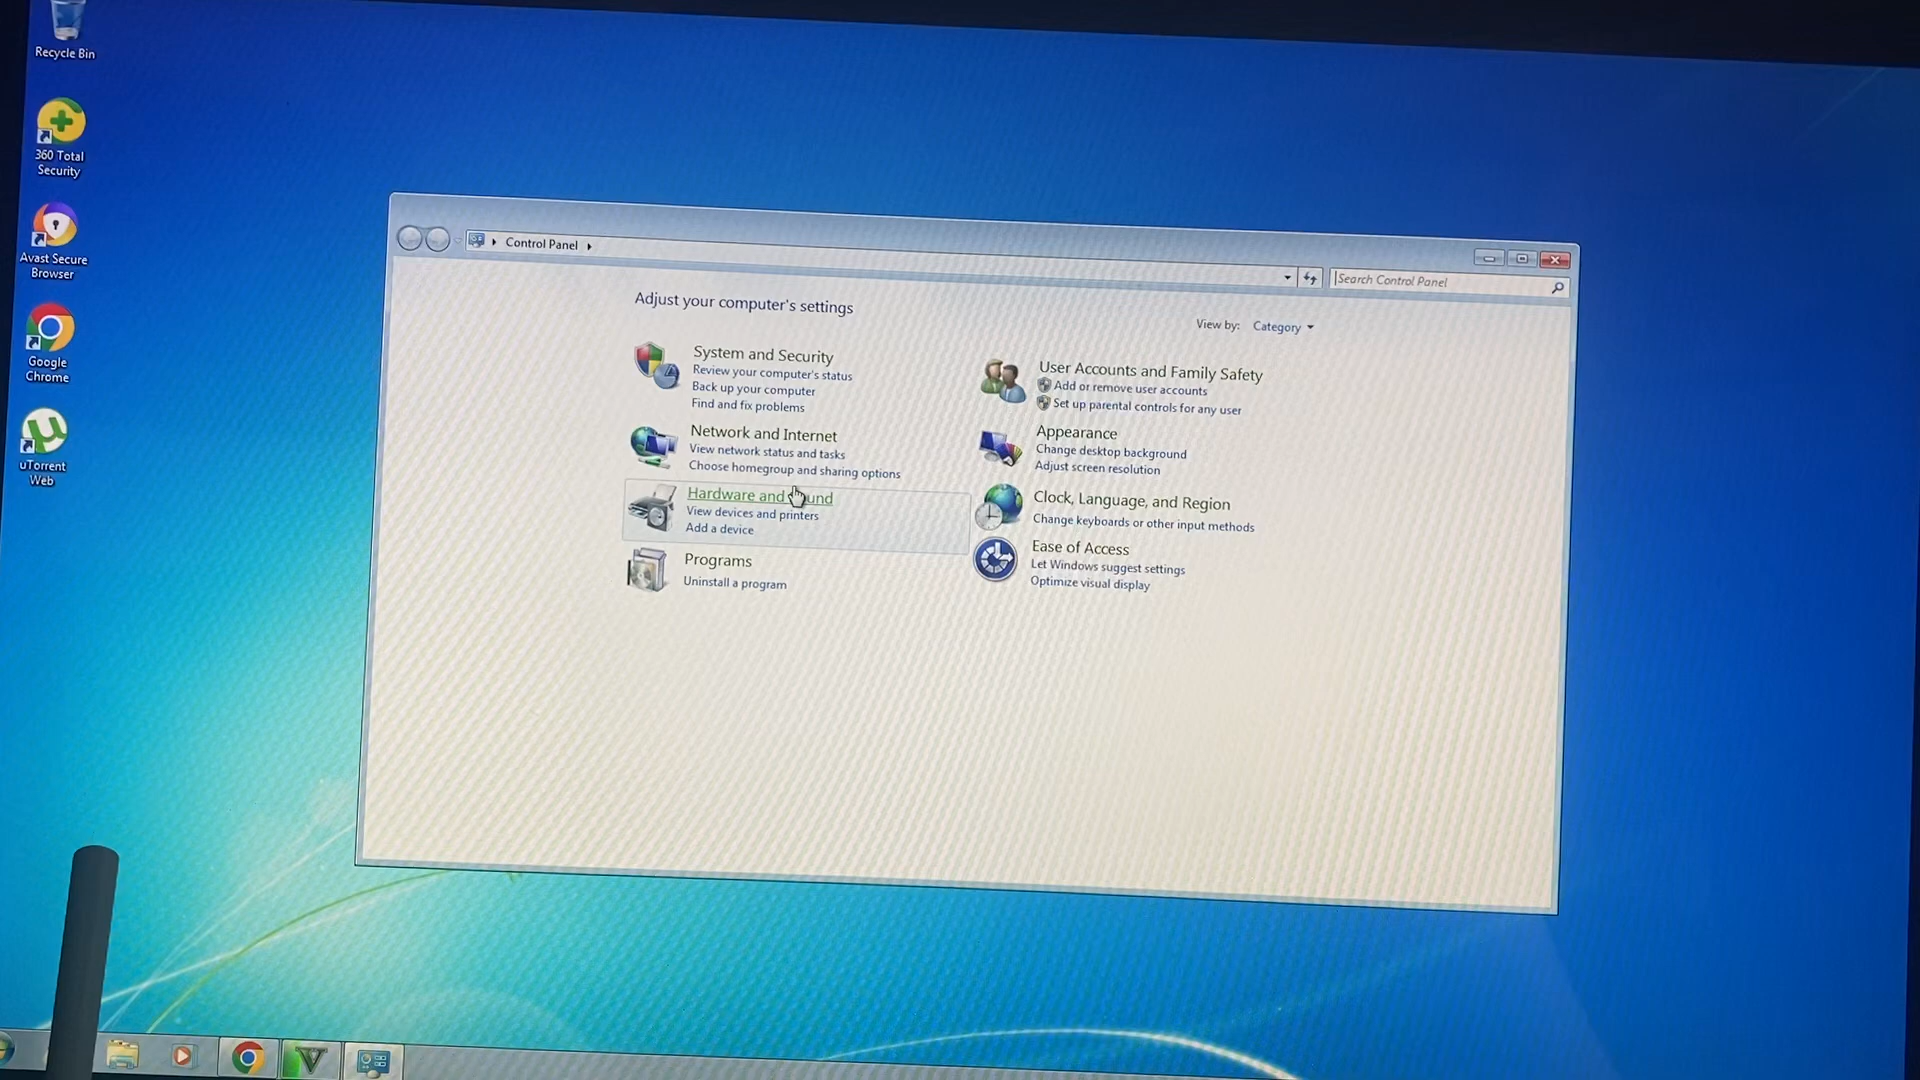 Recycle Bin
360 Total
Security
Avast Secure
Browser
Google
Chrome
uTorrent
Web
Control Panel
Search Control Panel
Adjust your computer's settings
View by: Category
System and Security
Review your computer's status
Back up your computer
Find and fix problems
Network and Internet
View network status and tasks
Choose homegroup and sharing options
Hardware and Sound
View devices and printers
Add a device
Programs
Uninstall a program
User Accounts and Family Safety
Add or remove user accounts
Set up parental controls for any user
Appearance
Change desktop background
Adjust screen resolution
Clock, Language, and Region
Change keyboards or other input methods
Ease of Access
Let Windows suggest settings
Optimize visual display